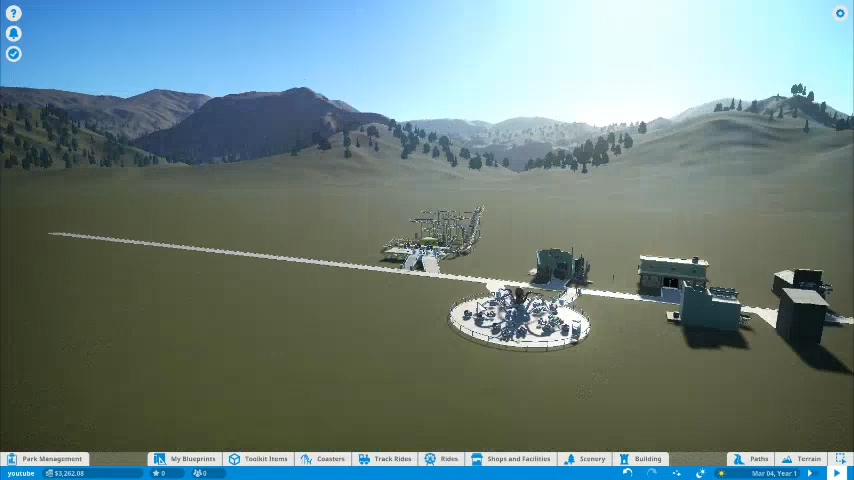 ?
Park Management
My Blueprints
Toolkit Items
Coasters
Track Rides
Rides
Shops and Facilities
Scenery
Building
Paths
Terrain
youtube
$3,262.08
0
0
Mar 04, Year 1